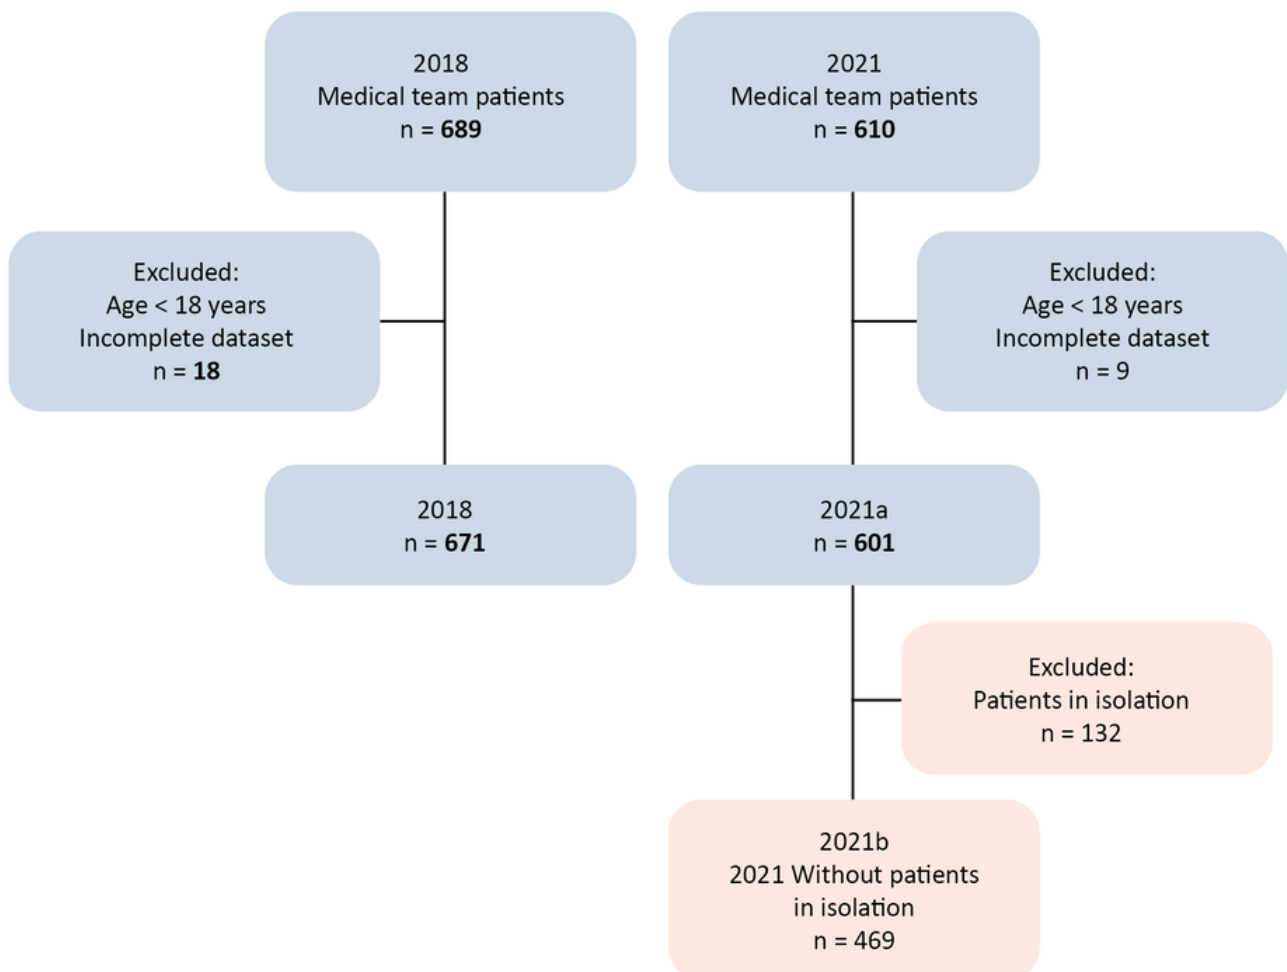 2018
Medical team patients
n = 689
2021
Medical team patients
n = 610
Excluded:
Age < 18 years
Incomplete dataset
n = 18
Excluded:
Age < 18 years
Incomplete dataset
n = 9
2018
n = 671
2021a
n = 601
Excluded:
Patients in isolation
n = 132
2021b
2021 Without patients
in isolation
n = 469